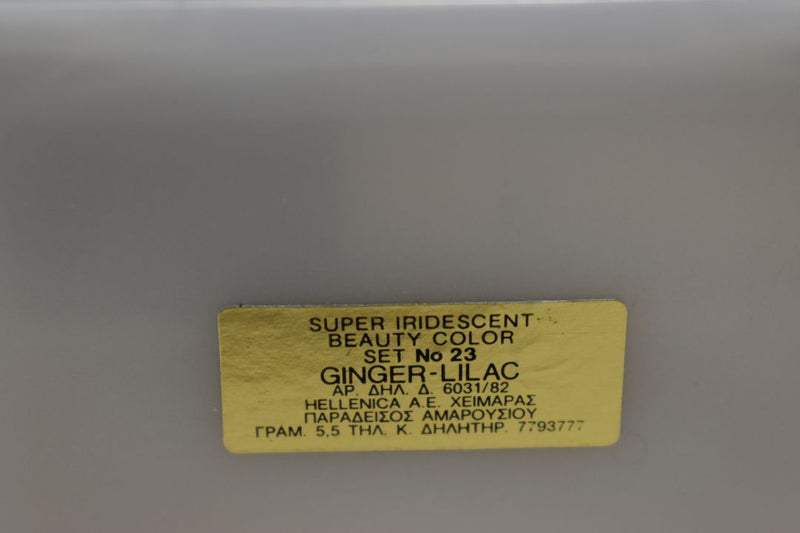 SUPER IRIDESCENT
BEAUTY COLOR
SET No 23
GINGER-LILAC
ΑΡ. ΔΗΛ. Δ. 6031/82
HELLENICA A.E. ΧΕΙΜΑΡΑΣ
ΠΑΡΑΔΕΙΣΟΣ ΑΜΑΡΟΥΣΙΟΥ
ΓΡΑΜ. 5,5 ΤΗΛ. Κ. ΔΗΛΗΤΗΡ. 7793777